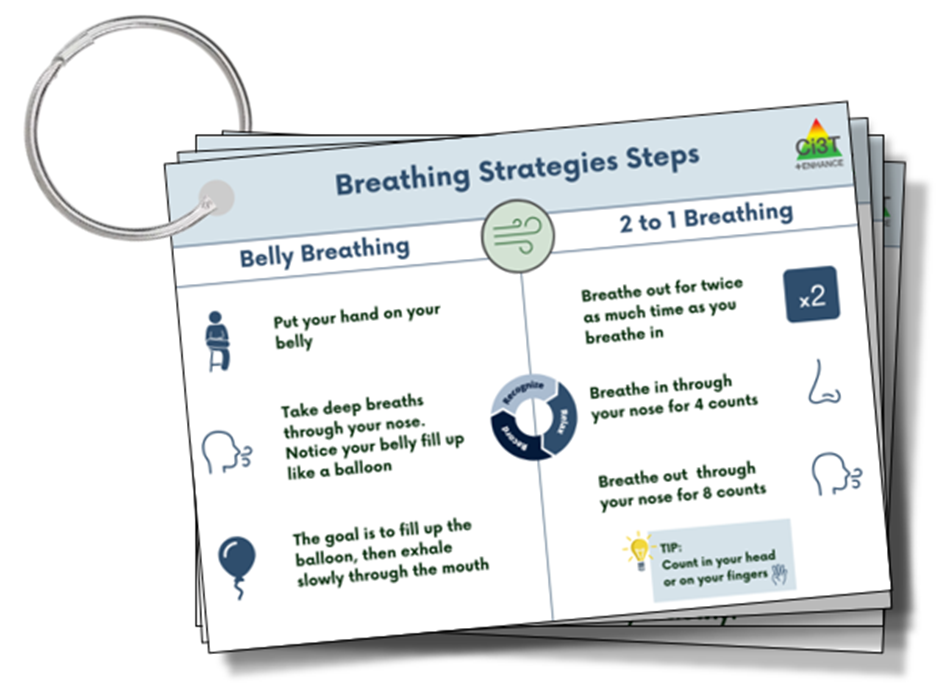 Breathing Strategies Steps
Ci3T
+ENHANCE
Belly Breathing
Put your hand on your
belly
Take deep breaths
through your nose.
Notice your belly fill up
like a balloon
The goal is to fill up the
balloon, then exhale
slowly through the mouth
Recognize
Relax
Record
2 to 1 Breathing
Breathe out for twice
as much time as you
breathe in
x2
Breathe in through
your nose for 4 counts
Breathe out through
your nose for 8 counts
TIP:
Count in your head
or on your fingers